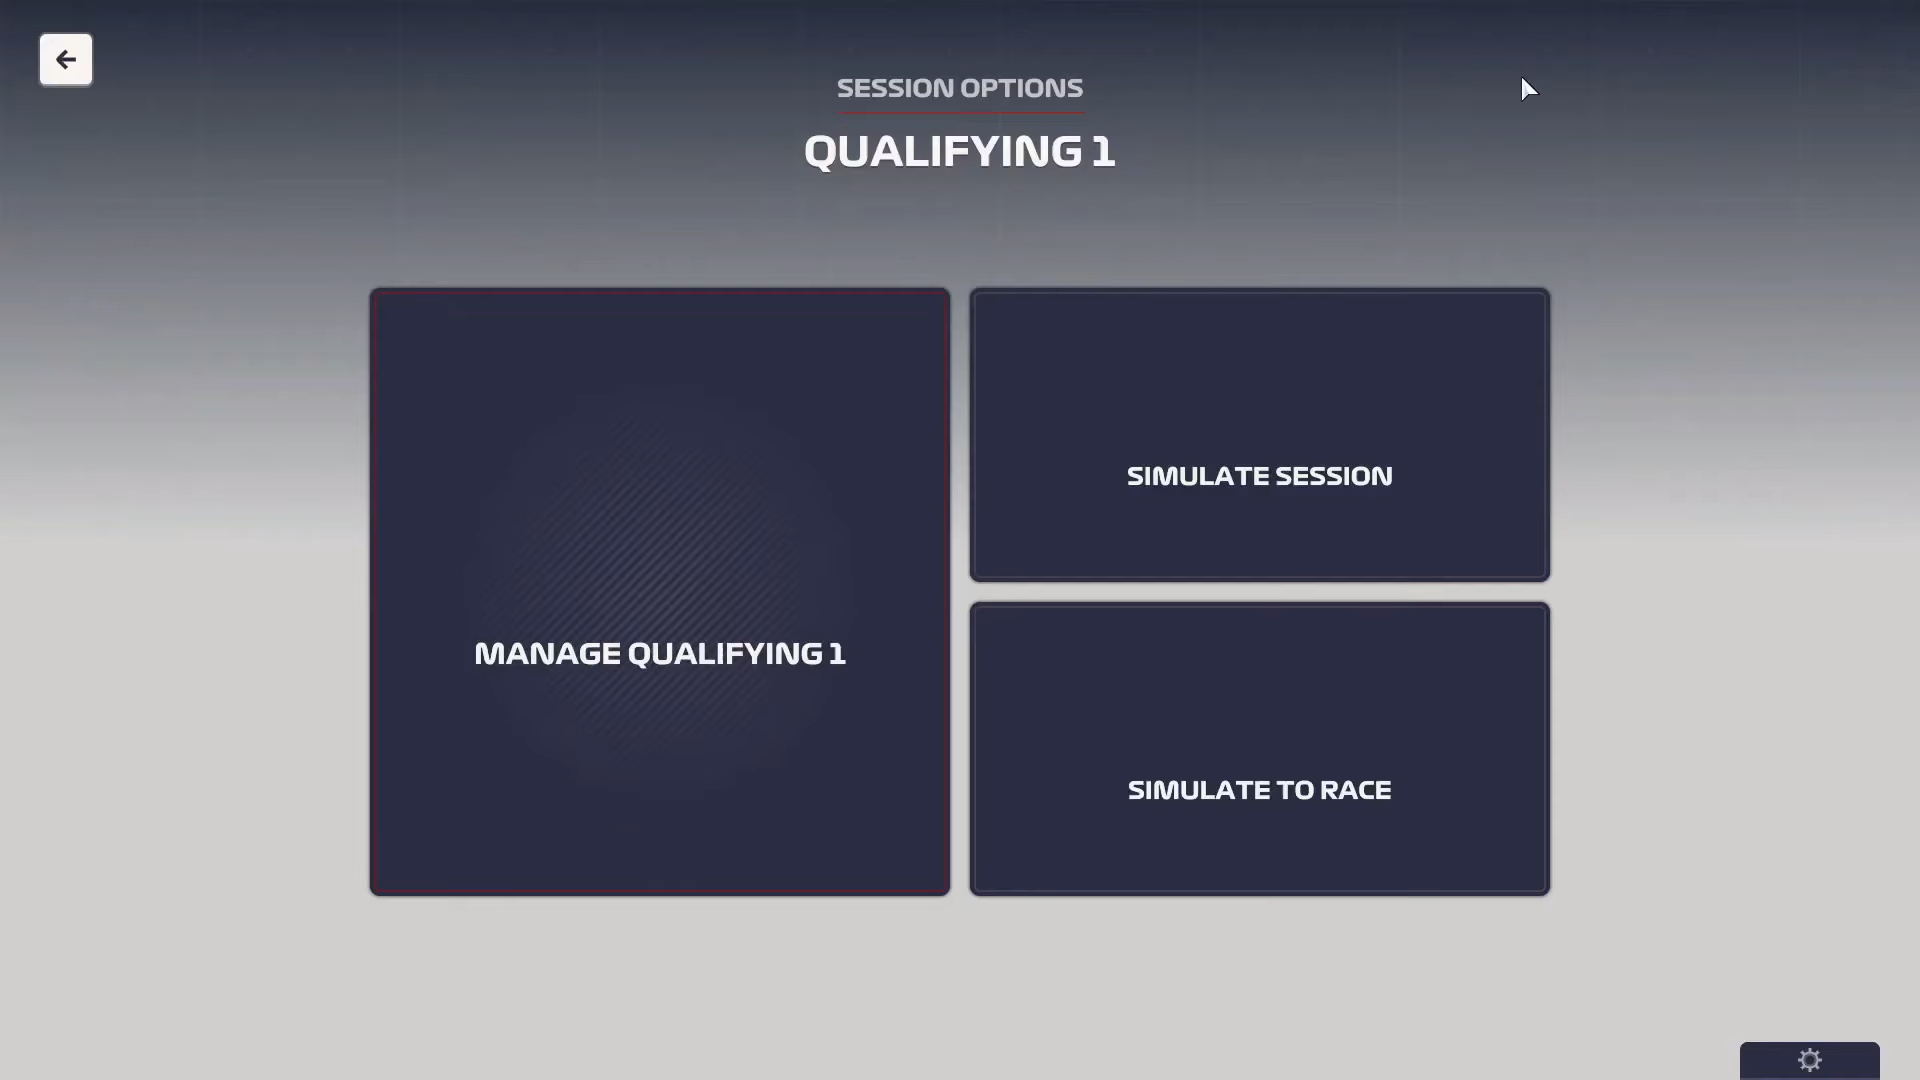 SESSION OPTIONS
QUALIFYING 1
MANAGE QUALIFYING 1
SIMULATE SESSION
SIMULATE TO RACE